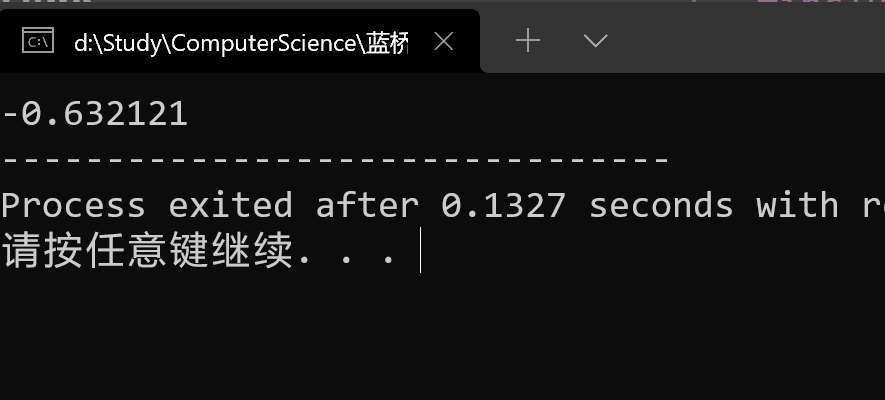 d:\Study\ComputerScience\蓝桥
-0.632121
--------------------------------
Process exited after 0.1327 seconds with r
请按任意键继续. . .